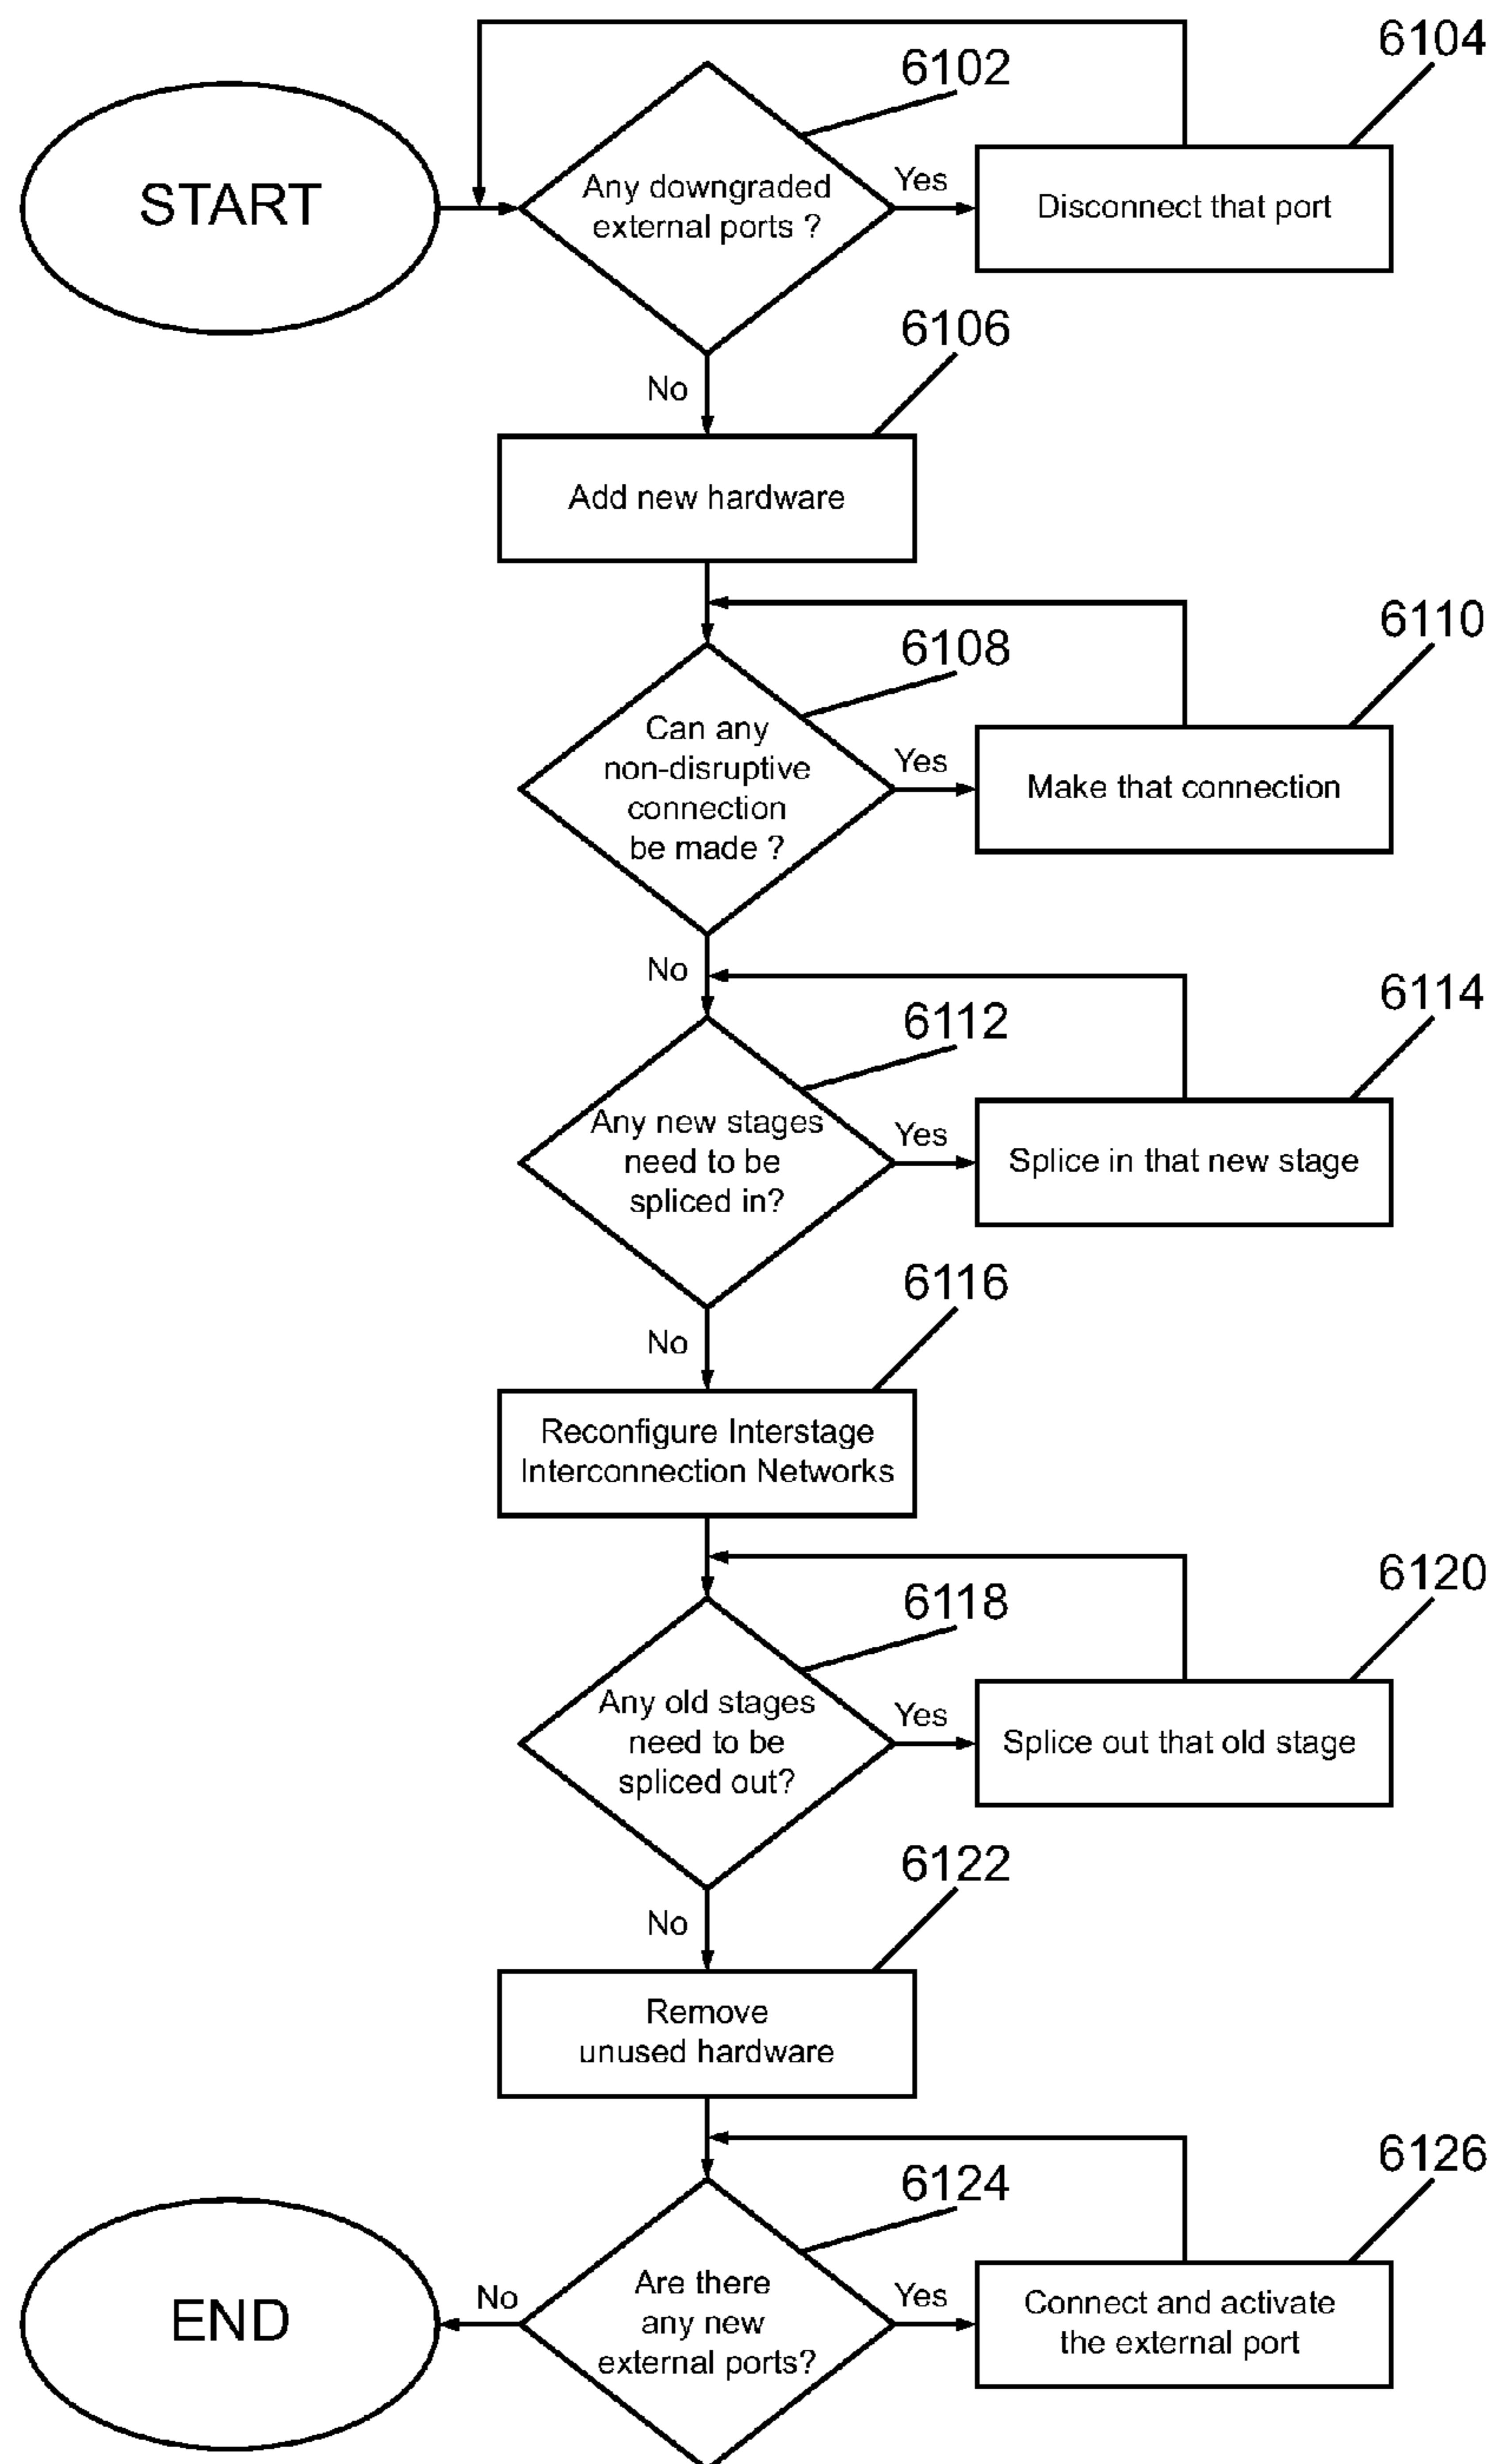 6104
6102
START
Any downgraded
external ports ?
Yes
Disconnect that port
6106
No
Add new hardware
6110
6108
Can any
non-disruptive
connection
be made ?
Yes
Make that connection
No
6114
6112
Any new stages
need to be
spliced in?
Yes
Splice in that new stage
6116
No
Reconfigure Interstage
Interconnection Networks
6120
6118
Any old stages
need to be
spliced out?
Yes
Splice out that old stage
6122
No
Remove
unused hardware
6126
6124
END
No
Are there
any new
external ports?
Yes
Connect and activate
the external port